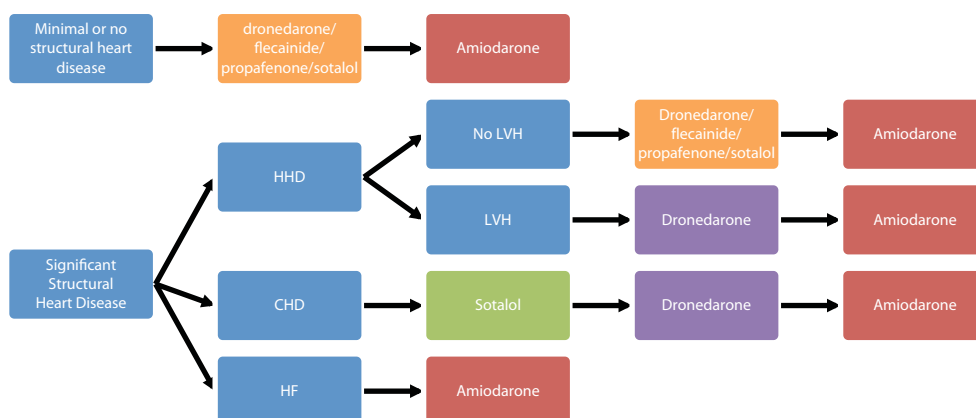 Minimal or no
structural heart
disease
dronedarone/
flecainide/
propafenone/sotalol
Amiodarone
No LVH
Dronedarone/
flecainide/
propafenone/sotalol
Amiodarone
HHD
LVH
Dronedarone
Amiodarone
Significant
Structural
Heart Disease
CHD
Sotalol
Dronedarone
Amiodarone
HF
Amiodarone